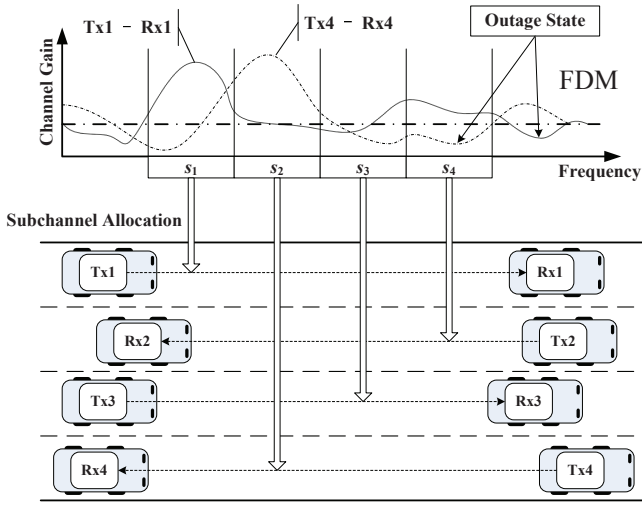 Tx1 - Rx1
Tx4 - Rx4
Outage State
Channel Gain
FDM
s1
s2
s3
s4
Frequency
Subchannel Allocation
Tx1
Rx1
Rx2
Tx2
Tx3
Rx3
Rx4
Tx4